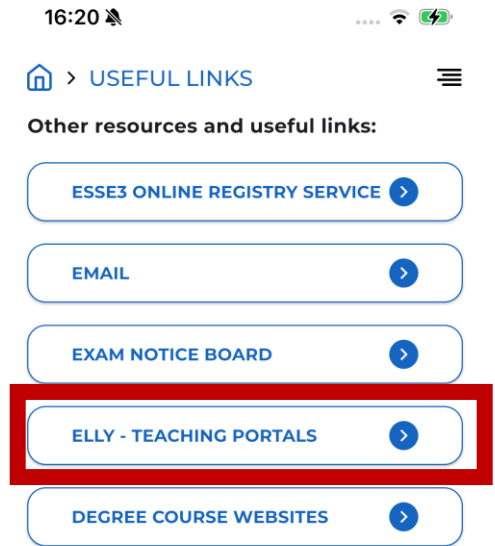 16:20
> USEFUL LINKS
Other resources and useful links:
ESSE3 ONLINE REGISTRY SERVICE
EMAIL
EXAM NOTICE BOARD
ELLY - TEACHING PORTALS
DEGREE COURSE WEBSITES